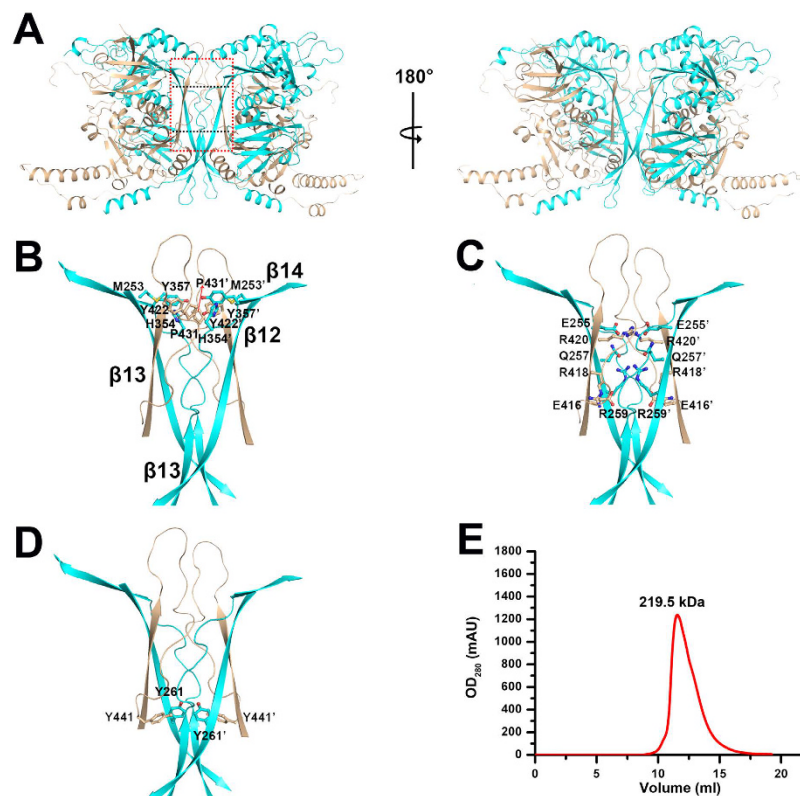 A
180°
B
M253 Y357 P431' M253' β14
Y422 Y357'
H354 Y422'
P431 H354' β12
β13
β13
C
E255 E255'
R420 R420'
Q257 Q257'
R418 R418'
E416 R259 R259' E416'
D
Y261
Y441 Y441'
Y261'
E
219.5 kDa
OD280 (mAU)
1800
1600
1400
1200
1000
800
600
400
200
0
0 5 10 15 20
Volume (ml)